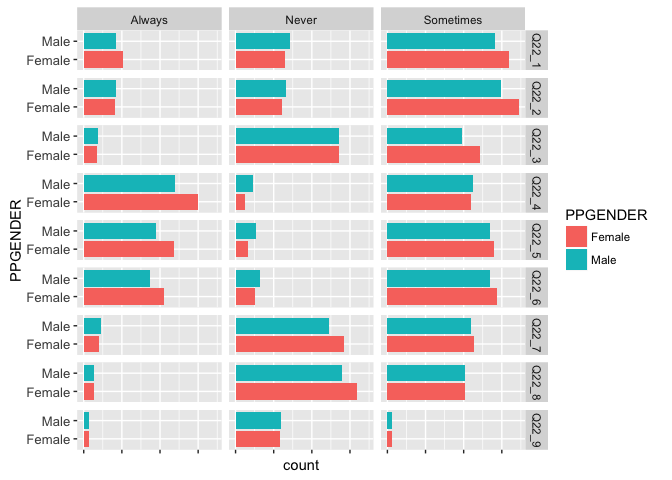 Always Never Sometimes
Male
Female
Q22_1
Male
Female
Q22_2
Male
Female
Q22_3
Male
Female
Q22_4
Male
Female
Q22_5
Male
Female
Q22_6
Male
Female
Q22_7
Male
Female
Q22_8
Male
Female
Q22_9
PPGENDER
count
PPGENDER
Female
Male